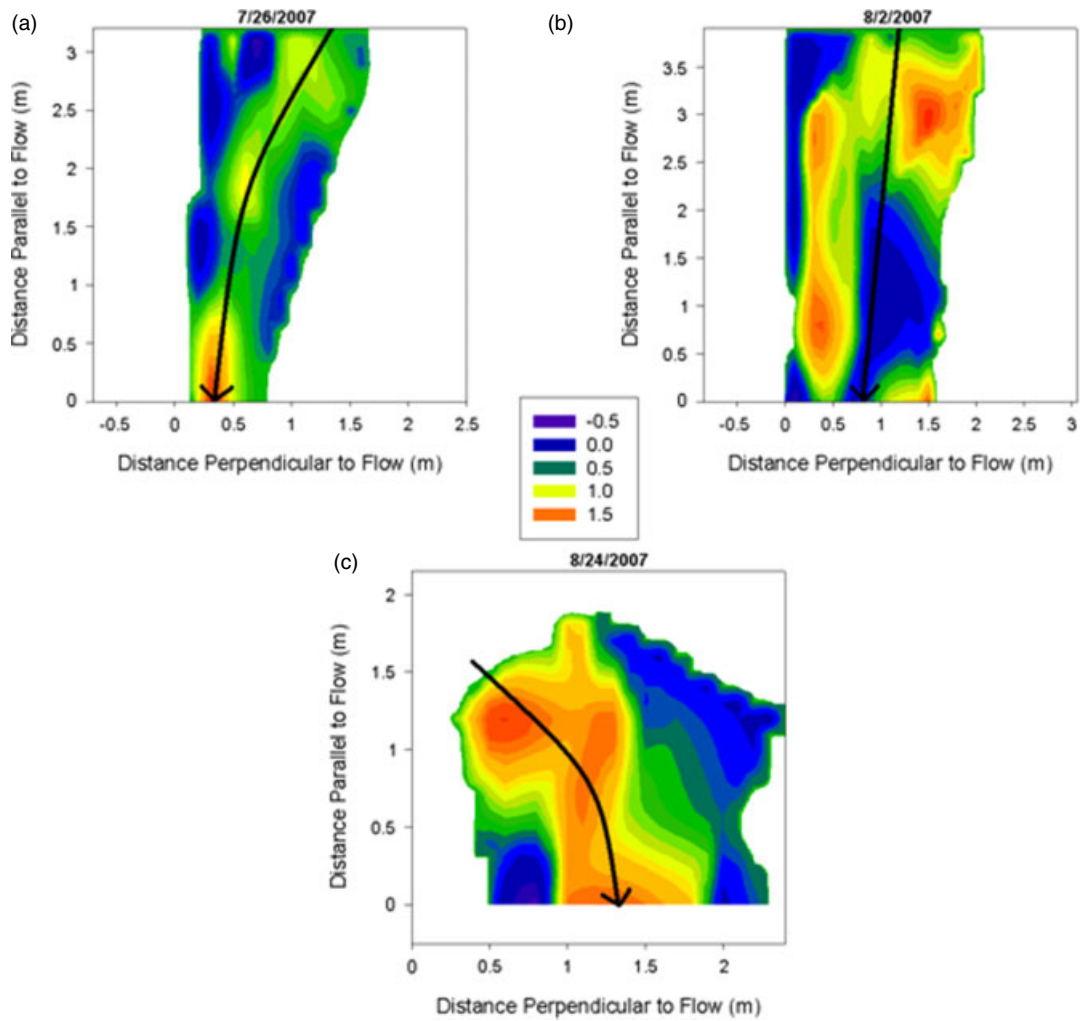 (a)
7/26/2007
Distance Parallel to Flow (m)
3
2.5
2
1.5
1
0.5
0
-0.5 0 0.5 1 1.5 2 2.5
Distance Perpendicular to Flow (m)
(b)
8/2/2007
Distance Parallel to Flow (m)
3.5
3
2.5
2
1.5
1
0.5
0
-0.5 0 0.5 1 1.5 2 2.5 3
Distance Perpendicular to Flow (m)
-0.5
0.0
0.5
1.0
1.5
(c)
8/24/2007
Distance Parallel to Flow (m)
2
1.5
1
0.5
0
0 0.5 1 1.5 2
Distance Perpendicular to Flow (m)